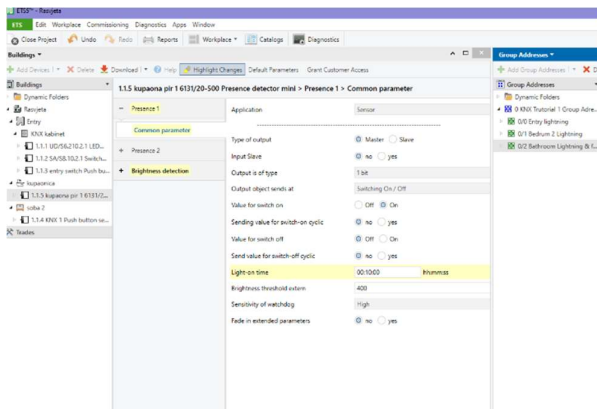 ETS5™ - Rasvjeta
ETS Edit Workplace Commissioning Diagnostics Apps Window
Close Project Undo Redo Reports Workplace Catalogs Diagnostics
Buildings
Add Devices Delete Download Help Highlight Changes Default Parameters Grant Customer Access
Buildings
Dynamic Folders
Rasvjeta
Entry
KNX kabinet
1.1.1 UD/S6.210.2.1 LED...
1.1.2 SA/S8.10.2.1 Switch...
1.1.3 entry switch Push bu...
kupaonica
1.1.5 kupaona pir 1 6131/2...
soba 2
1.1.4 KNX 1 Push button se...
Trades
1.1.5 kupaona pir 1 6131/20-500 Presence detector mini > Presence 1 > Common parameter
Presence 1
Common parameter
Presence 2
Brightness detection
Application Sensor
Type of output Master Slave
Input Slave no yes
Output is of type 1 bit
Output object sends at Switching On / Off
Value for switch on Off On
Sending value for switch-on cyclic no yes
Value for switch off Off On
Send value for switch-off cyclic no yes
Light-on time 00:10:00 hh:mm:ss
Brightness threshold extern 400
Sensitivity of watchdog High
Fade in extended parameters no yes
Group Addresses
Add Group Addresses
Group Addresses
Dynamic Folders
0 KNX Trutorial 1 Group Adre...
0/0 Entry lightning
0/1 Bedrum 2 Lightning
0/2 Bathroom Lightning & f...